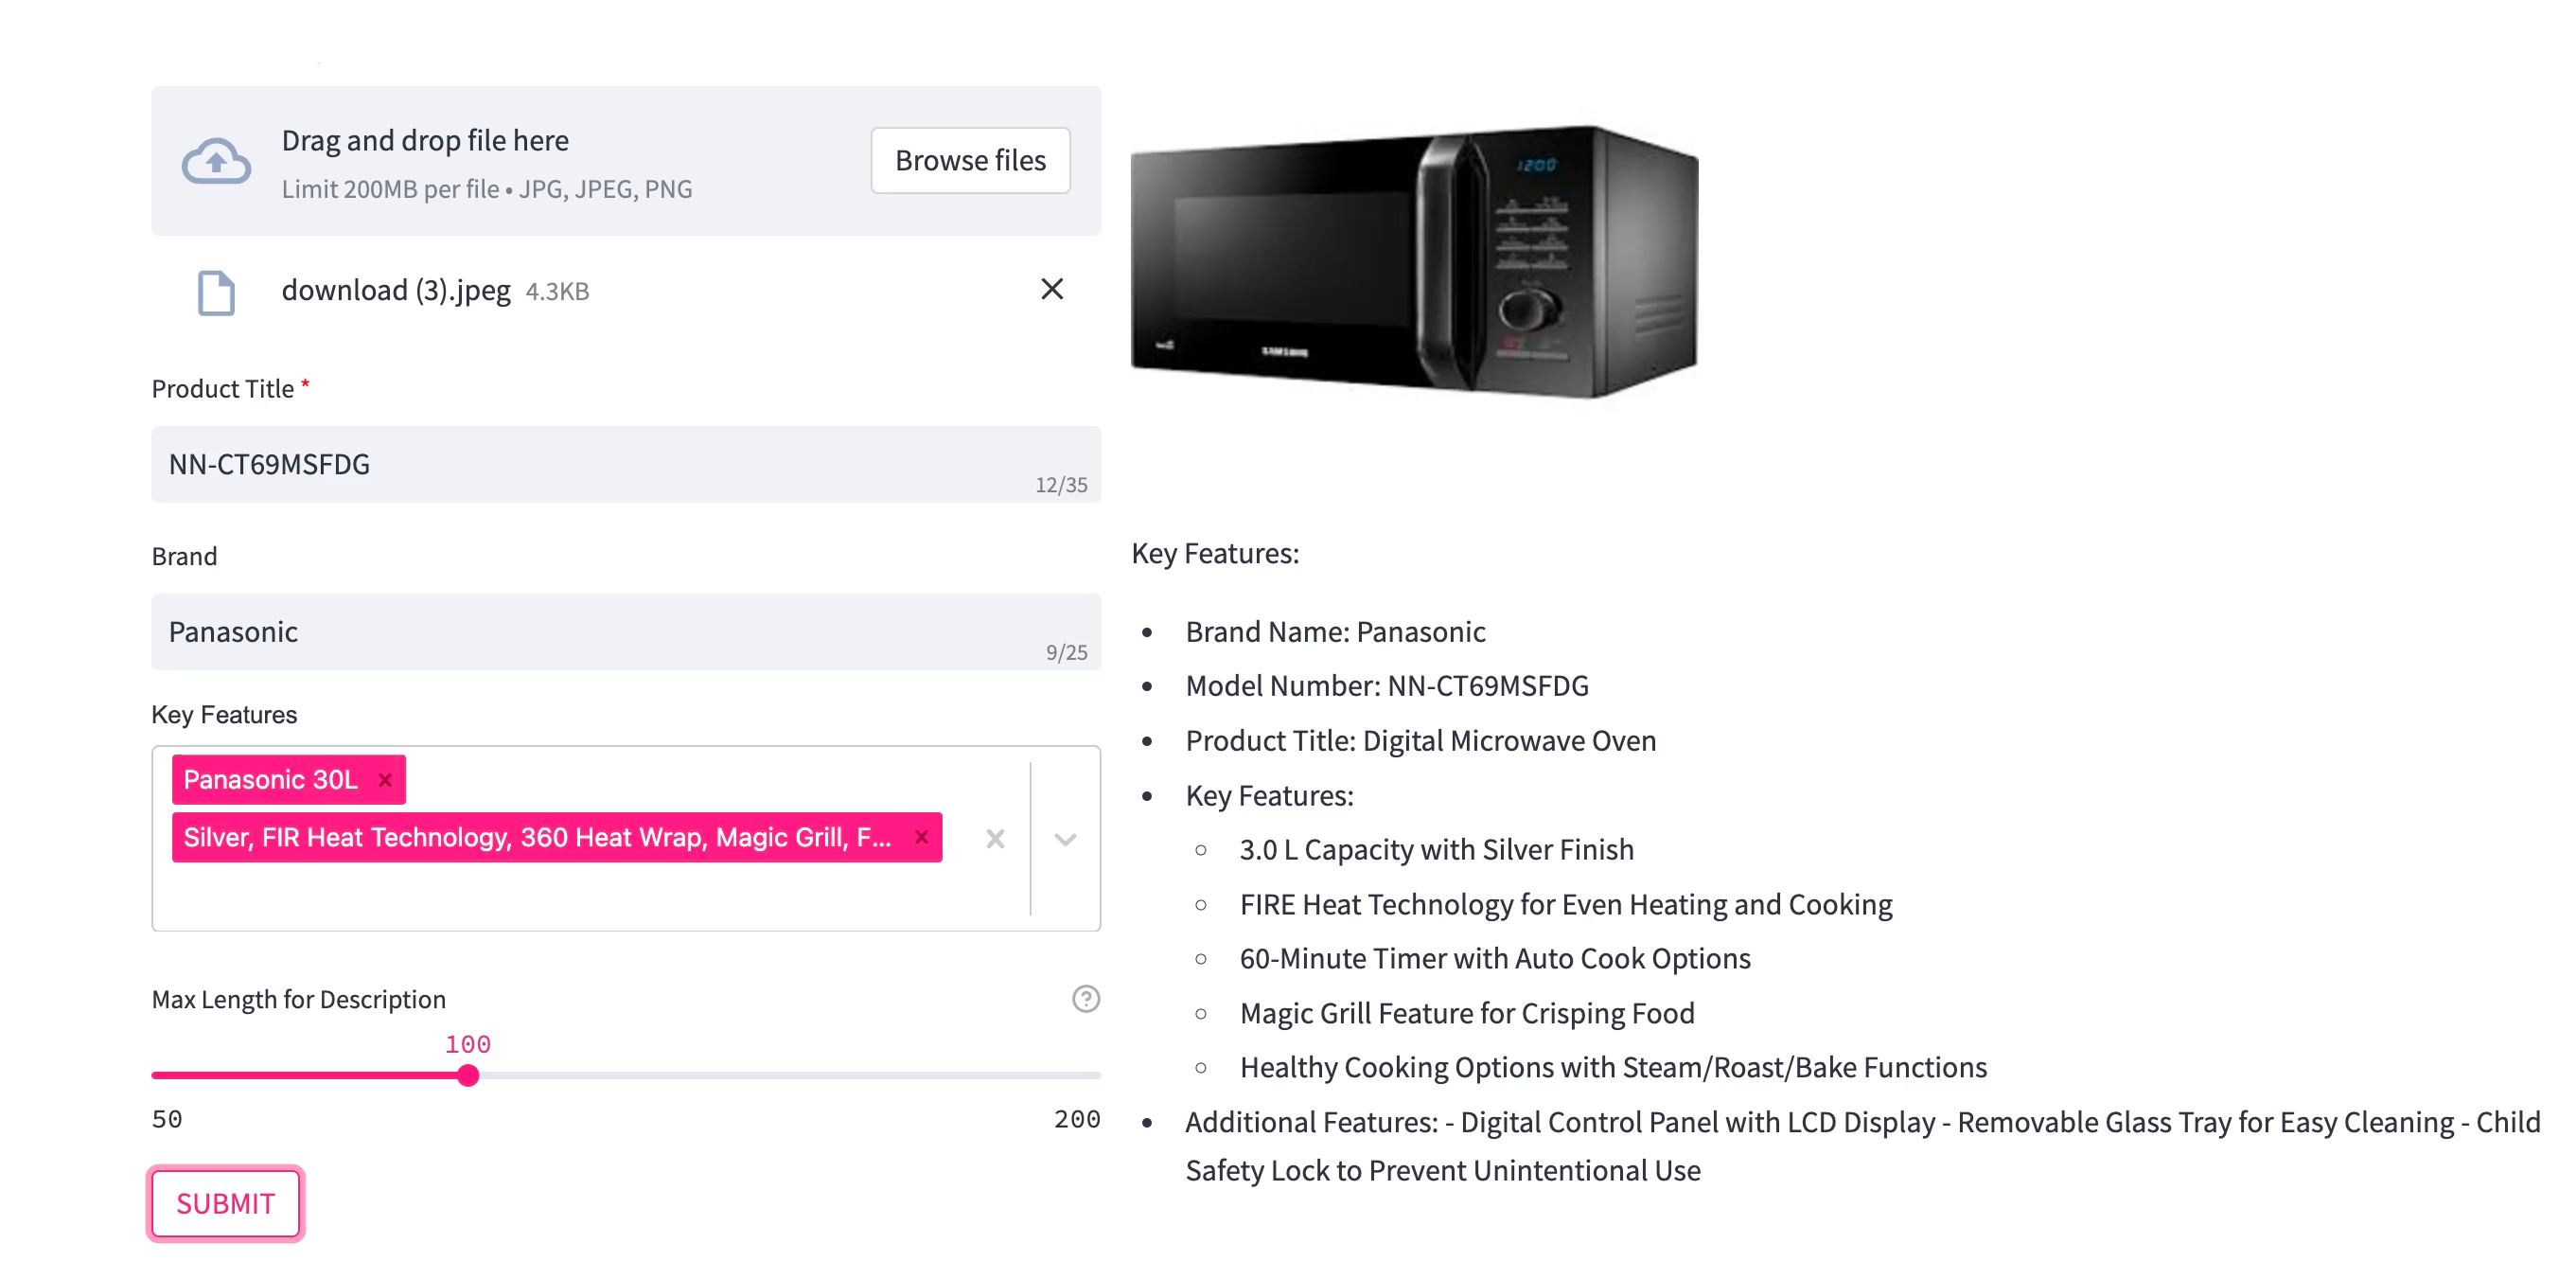 Drag and drop file here
Limit 200MB per file • JPG, JPEG, PNG
Browse files
download (3).jpeg 4.3KB
Product Title *
NN-CT69MSFDG
12/35
Brand
Panasonic
9/25
Key Features
Panasonic 30L
Silver, FIR Heat Technology, 360 Heat Wrap, Magic Grill, F...
Max Length for Description
100
50
200
SUBMIT
1200
SAMSUNG
Key Features:
• Brand Name: Panasonic
• Model Number: NN-CT69MSFDG
• Product Title: Digital Microwave Oven
• Key Features:
◦ 3.0 L Capacity with Silver Finish
◦ FIRE Heat Technology for Even Heating and Cooking
◦ 60-Minute Timer with Auto Cook Options
◦ Magic Grill Feature for Crisping Food
◦ Healthy Cooking Options with Steam/Roast/Bake Functions
• Additional Features: - Digital Control Panel with LCD Display - Removable Glass Tray for Easy Cleaning - Child
Safety Lock to Prevent Unintentional Use